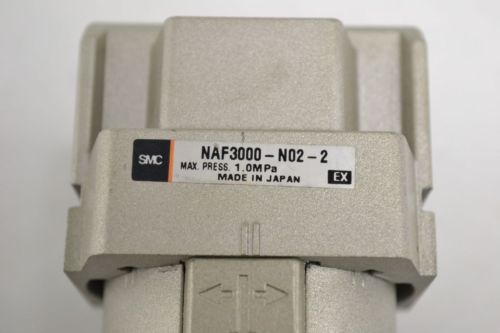 SMC
NAF3000-N02-2
MAX. PRESS. 1.0MPa
MADE IN JAPAN
EX